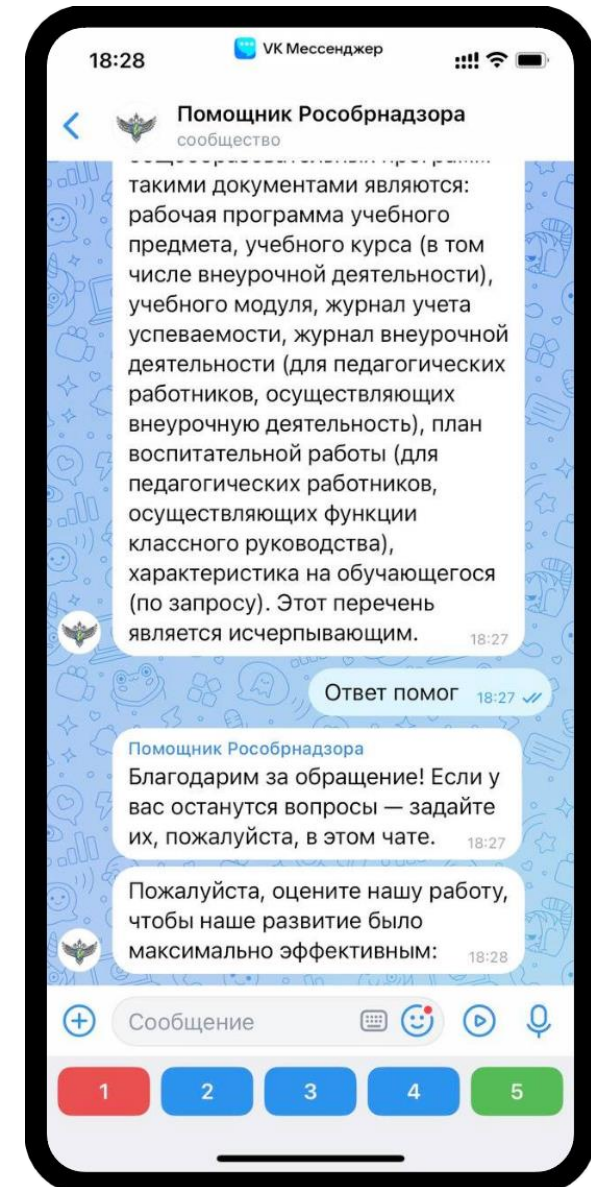 18:28
VK Мессенджер
Помощник Рособрнадзора
сообщество
общеобразовательных программ
такими документами являются:
рабочая программа учебного
предмета, учебного курса (в том
числе внеурочной деятельности),
учебного модуля, журнал учета
успеваемости, журнал внеурочной
деятельности (для педагогических
работников, осуществляющих
внеурочную деятельность), план
воспитательной работы (для
педагогических работников,
осуществляющих функции
классного руководства),
характеристика на обучающегося
(по запросу). Этот перечень
является исчерпывающим. 18:27
Ответ помог 18:27
Помощник Рособрнадзора
Благодарим за обращение! Если у
вас останутся вопросы — задайте
их, пожалуйста, в этом чате. 18:27
Пожалуйста, оцените нашу работу,
чтобы наше развитие было
максимально эффективным: 18:28
Сообщение
1 2 3 4 5